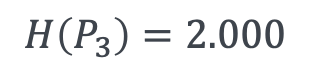 H(P₃) = 2.000